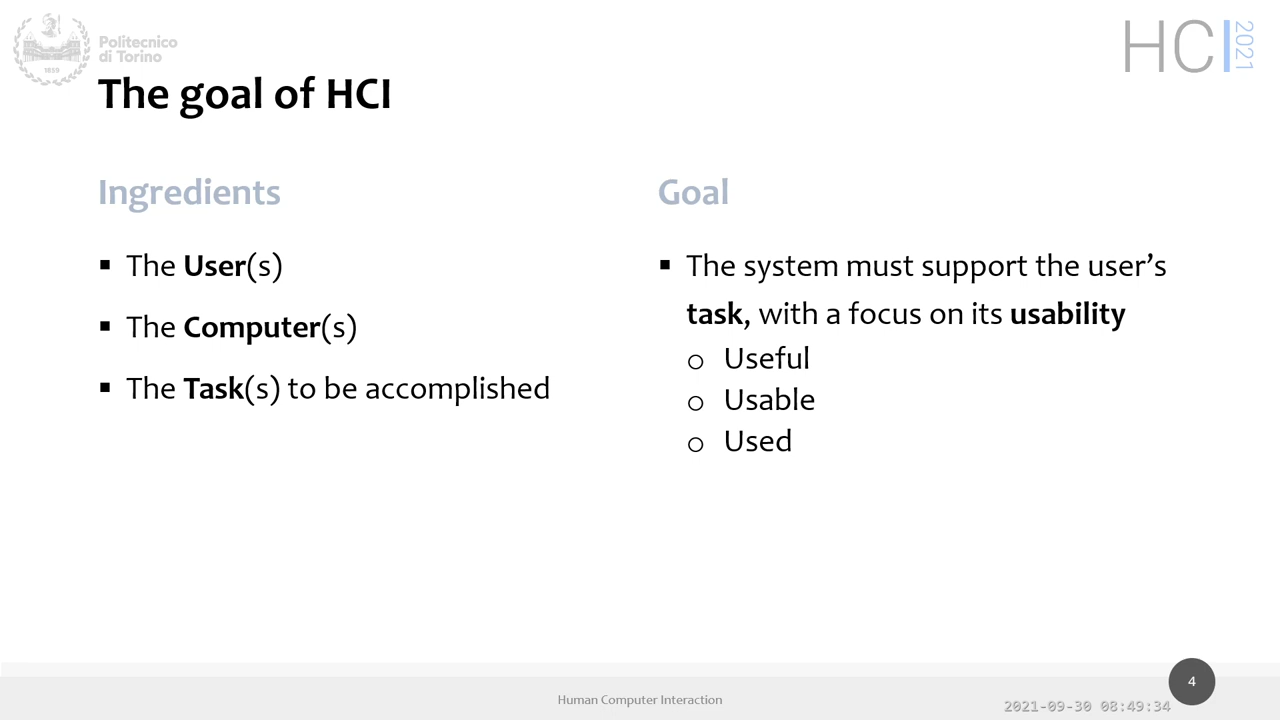 Politecnico
di Torino
1859
HCI 2021
The goal of HCI
Ingredients
▪ The User(s)
▪ The Computer(s)
▪ The Task(s) to be accomplished
Goal
▪ The system must support the user’s
task, with a focus on its usability
o Useful
o Usable
o Used
Human Computer Interaction
4
2021-09-30 08:49:34